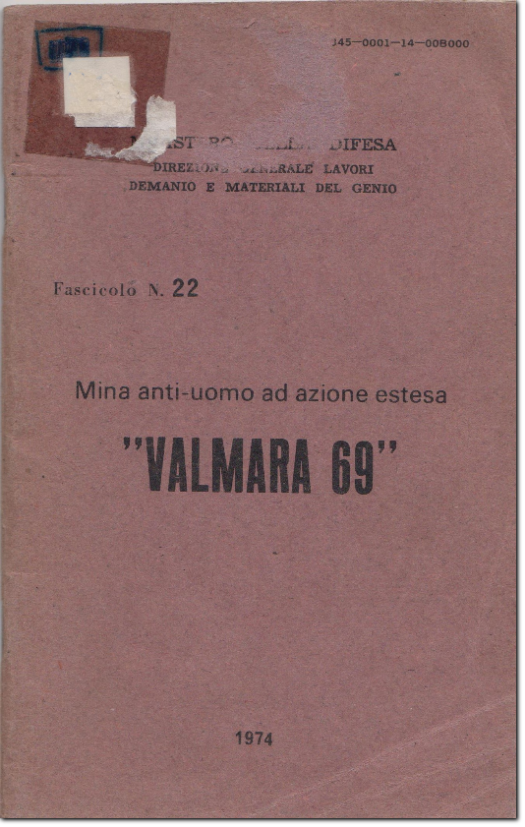 345-0001-14-008000
DIFESA
DIREZIONE GENERALE LAVORI
DEMANIO E MATERIALI DEL GENIO
Fascicolo N. 22
Mina anti-uomo ad azione estesa
"VALMARA 69"
1974